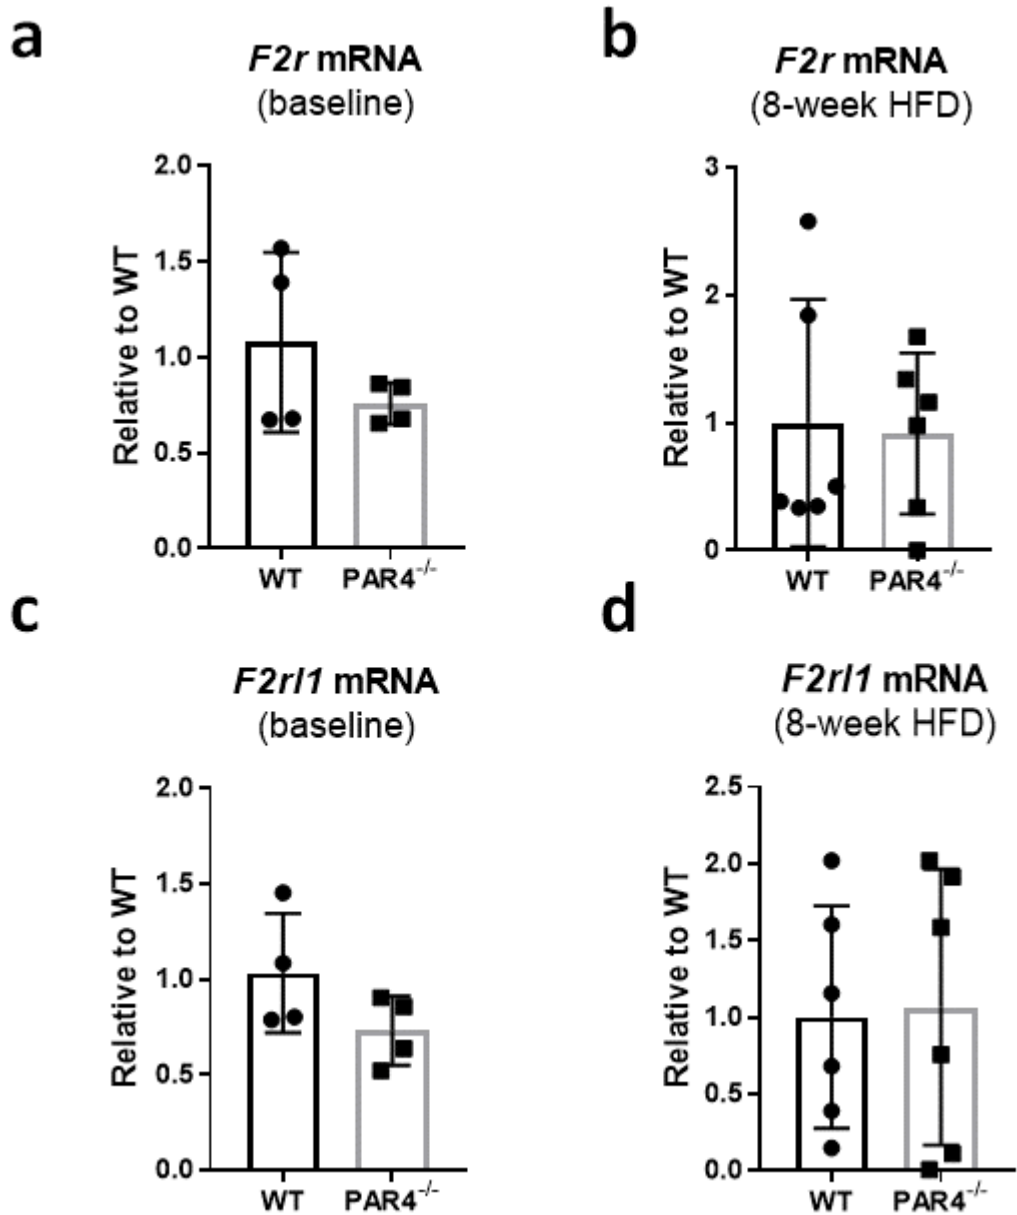 a
F2r mRNA
(baseline)
2.0
1.5
1.0
0.5
0.0
Relative to WT
WT
PAR4-/-
b
F2r mRNA
(8-week HFD)
3
2
1
0
Relative to WT
WT
PAR4-/-
c
F2rl1 mRNA
(baseline)
2.0
1.5
1.0
0.5
0.0
Relative to WT
WT
PAR4-/-
d
F2rl1 mRNA
(8-week HFD)
2.5
2.0
1.5
1.0
0.5
0.0
Relative to WT
WT
PAR4-/-